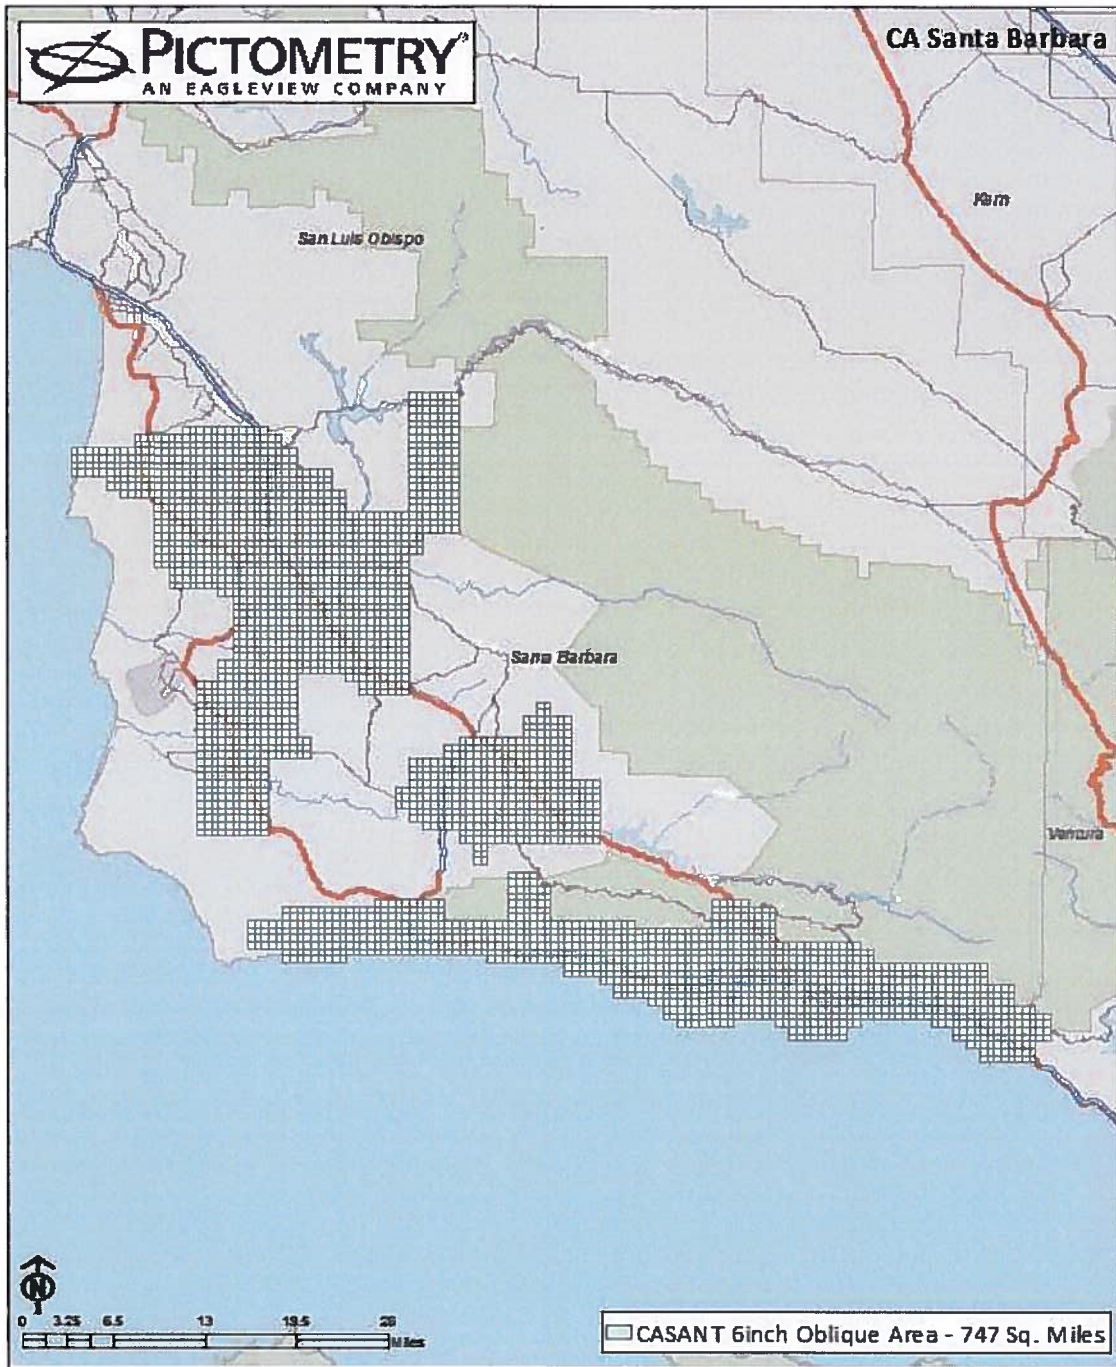 PICTOMETRY®
AN EAGLEVIEW COMPANY
CA Santa Barbara
Kern
San Luis Obispo
Santa Barbara
Ventura
N
0 3.25 6.5 13 19.5 26
Miles
CASANT 6inch Oblique Area - 747 Sq. Miles